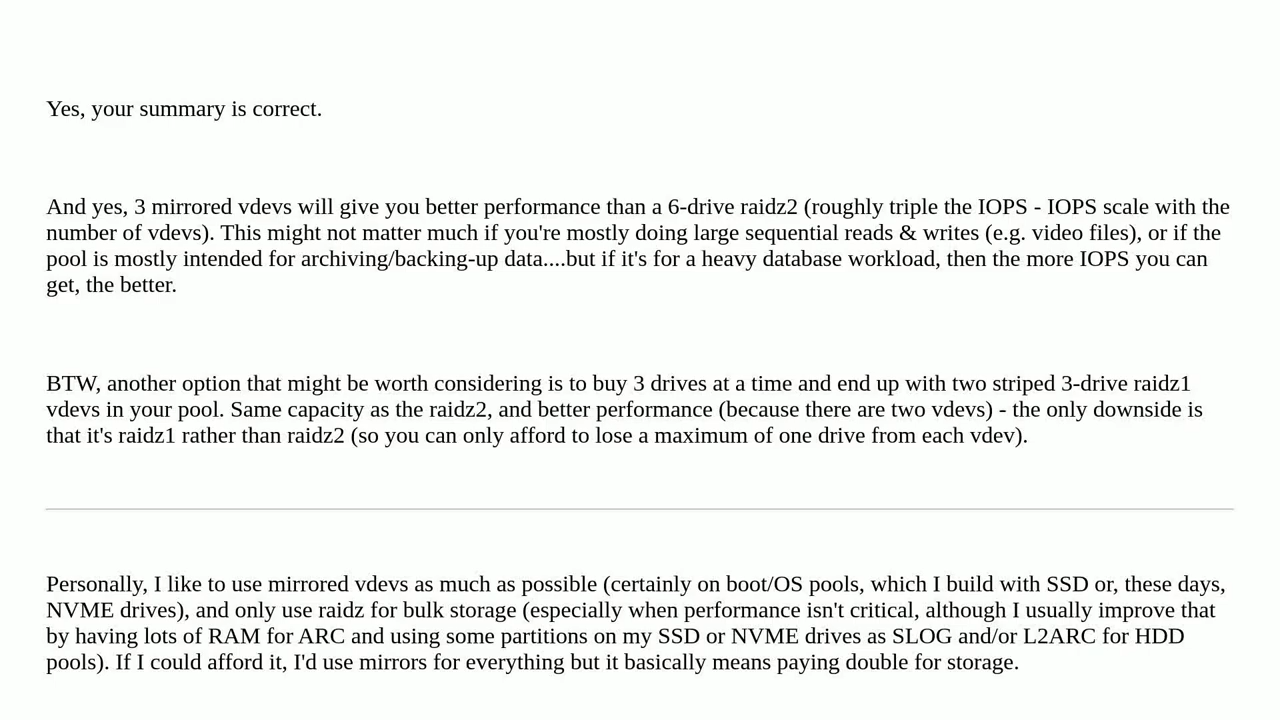 Yes, your summary is correct.
And yes, 3 mirrored vdevs will give you better performance than a 6-drive raidz2 (roughly triple the IOPS - IOPS scale with the
number of vdevs). This might not matter much if you're mostly doing large sequential reads & writes (e.g. video files), or if the
pool is mostly intended for archiving/backing-up data....but if it's for a heavy database workload, then the more IOPS you can
get, the better.
BTW, another option that might be worth considering is to buy 3 drives at a time and end up with two striped 3-drive raidz1
vdevs in your pool. Same capacity as the raidz2, and better performance (because there are two vdevs) - the only downside is
that it's raidz1 rather than raidz2 (so you can only afford to lose a maximum of one drive from each vdev).
Personally, I like to use mirrored vdevs as much as possible (certainly on boot/OS pools, which I build with SSD or, these days,
NVME drives), and only use raidz for bulk storage (especially when performance isn't critical, although I usually improve that
by having lots of RAM for ARC and using some partitions on my SSD or NVME drives as SLOG and/or L2ARC for HDD
pools). If I could afford it, I'd use mirrors for everything but it basically means paying double for storage.